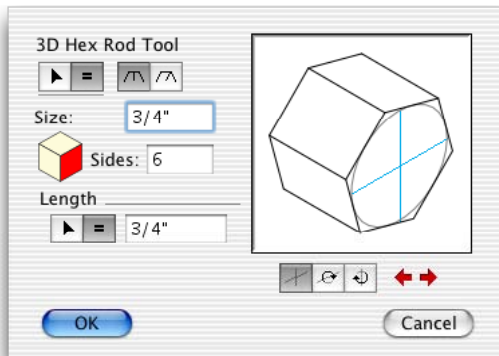 3D Hex Rod Tool
Size: 3/4"
Sides: 6
Length
3/4"
OK Cancel